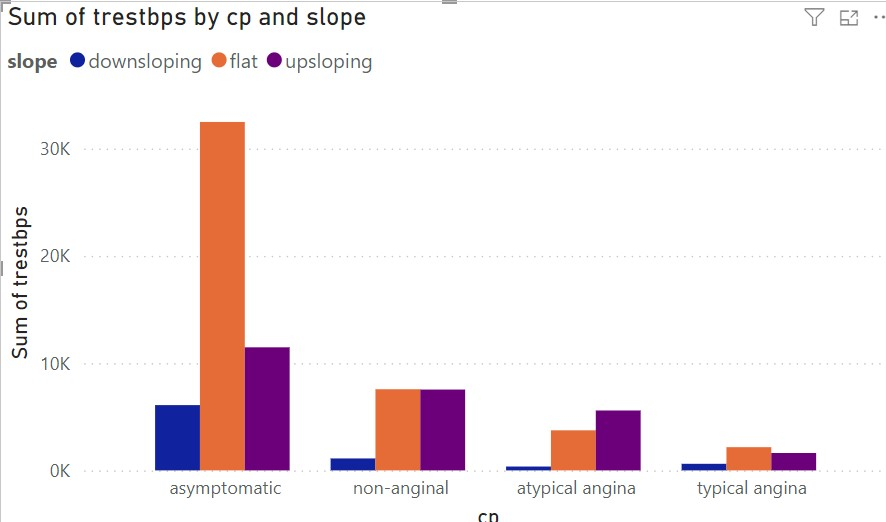 Sum of trestbps by cp and slope
slope downsloping flat upsloping
30K
20K
10K
0K
Sum of trestbps
asymptomatic non-anginal atypical angina typical angina
cp